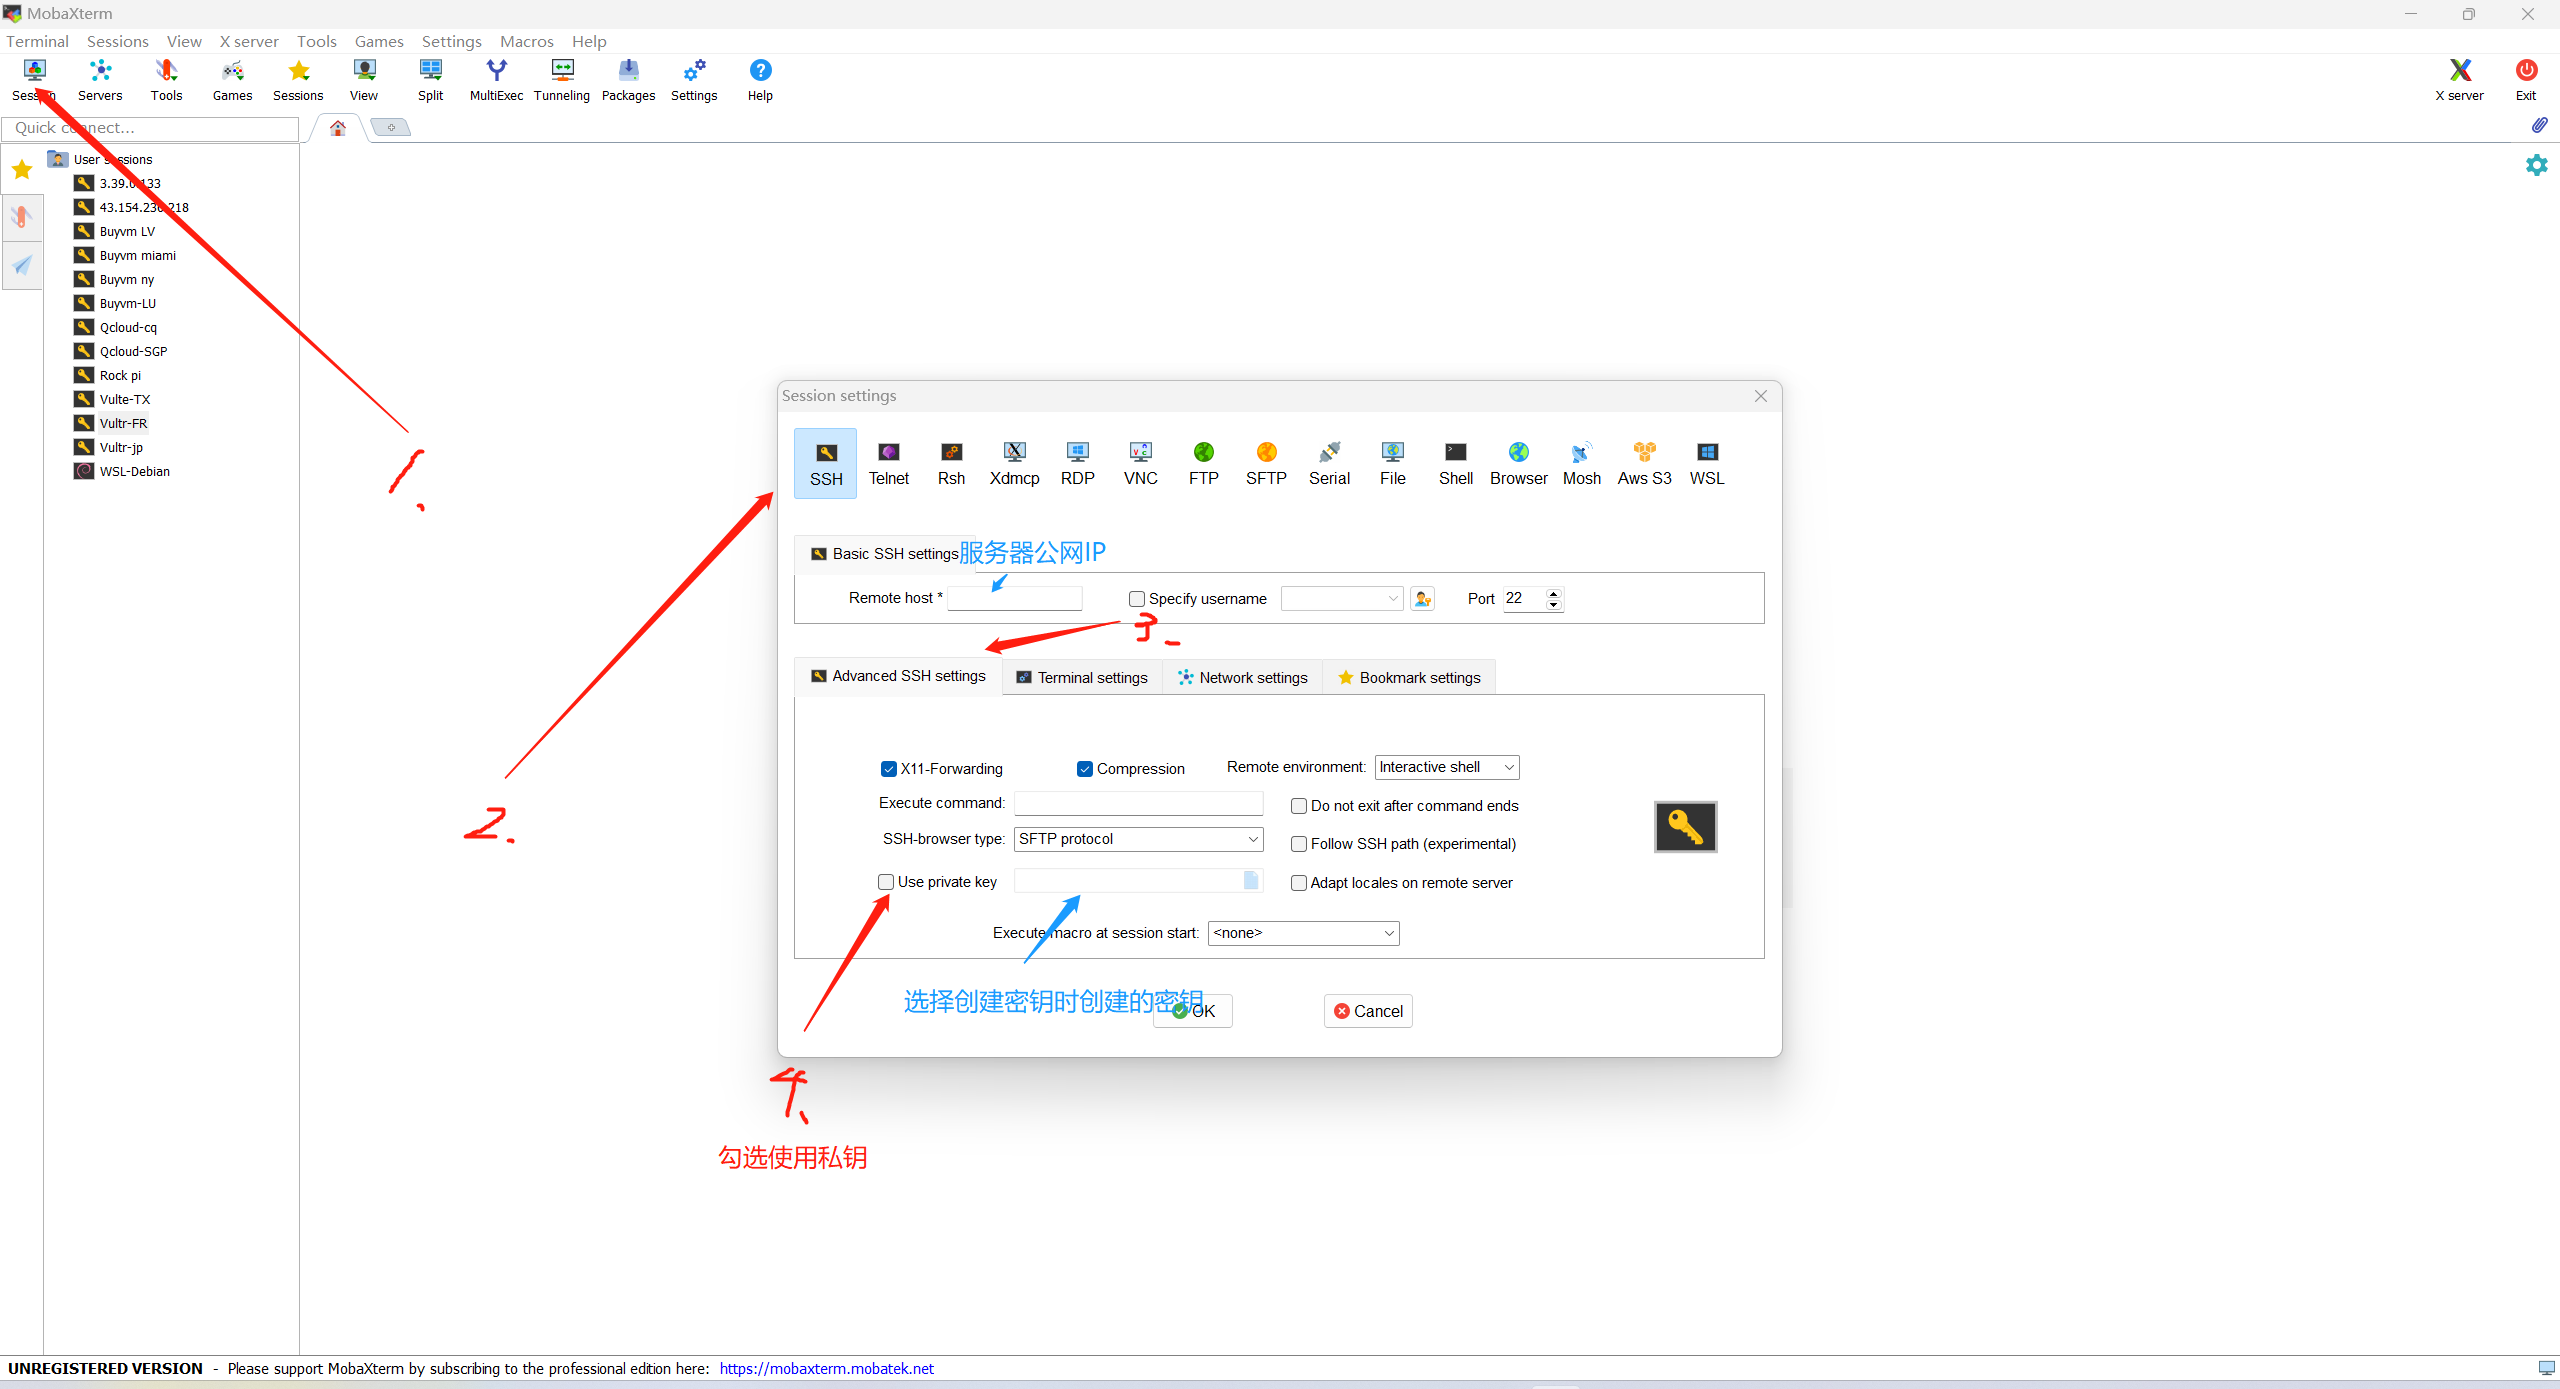 MobaXterm
Terminal Sessions View X server Tools Games Settings Macros Help
Session Servers Tools Games Sessions View Split MultiExec Tunneling Packages Settings Help X server Exit
Quick connect...
User sessions
3.39.0.133
43.154.236.218
Buyvm LV
Buyvm miami
Buyvm ny
Buyvm-LU
Qcloud-cq
Qcloud-SGP
Rock pi
Vulte-TX
Vultr-FR
Vultr-jp
WSL-Debian
1.
2.
Session settings
SSH Telnet Rsh Xdmcp RDP VNC FTP SFTP Serial File Shell Browser Mosh Aws S3 WSL
Basic SSH settings 服务器公网IP
Remote host * Specify username Port 22
3.
Advanced SSH settings Terminal settings Network settings Bookmark settings
X11-Forwarding Compression Remote environment: Interactive shell
Execute command: Do not exit after command ends
SSH-browser type: SFTP protocol Follow SSH path (experimental)
Use private key Adapt locales on remote server
Execute macro at session start: <none>
选择创建密钥时创建的密钥
OK Cancel
4.
勾选使用私钥
UNREGISTERED VERSION - Please support MobaXterm by subscribing to the professional edition here: https://mobaxterm.mobatek.net